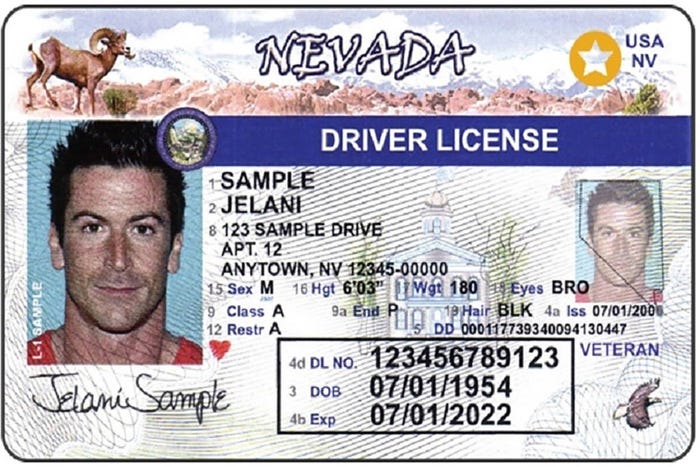 NEVADA
USA
NV
DRIVER LICENSE
1 SAMPLE
2 JELANI
8 123 SAMPLE DRIVE
APT. 12
ANYTOWN, NV 12345-00000
15 Sex M 16 Hgt 6'03" 17 Wgt 180 18 Eyes BRO
9 Class A 9a End P 19 Hair BLK 4a Iss 07/01/2006
12 Restr A 5 DD 00011773934009413044​7
VETERAN
4d DL NO. 123456789123
3 DOB 07/01/1954
4b Exp 07/01/2022
L-1 SAMPLE
Jelani Sample